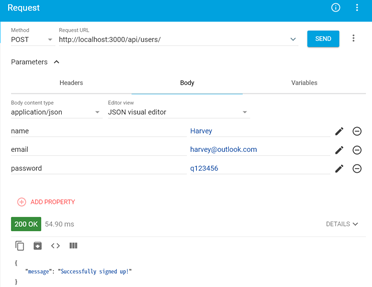 Request
Method
POST
Request URL
http://localhost:3000/api/users/
SEND
Parameters
Headers
Body
Variables
Body content type
application/json
Editor view
JSON visual editor
name
Harvey
email
harvey@outlook.com
password
q123456
ADD PROPERTY
200 OK
54.90 ms
DETAILS
{
"message": "Successfully signed up!"
}